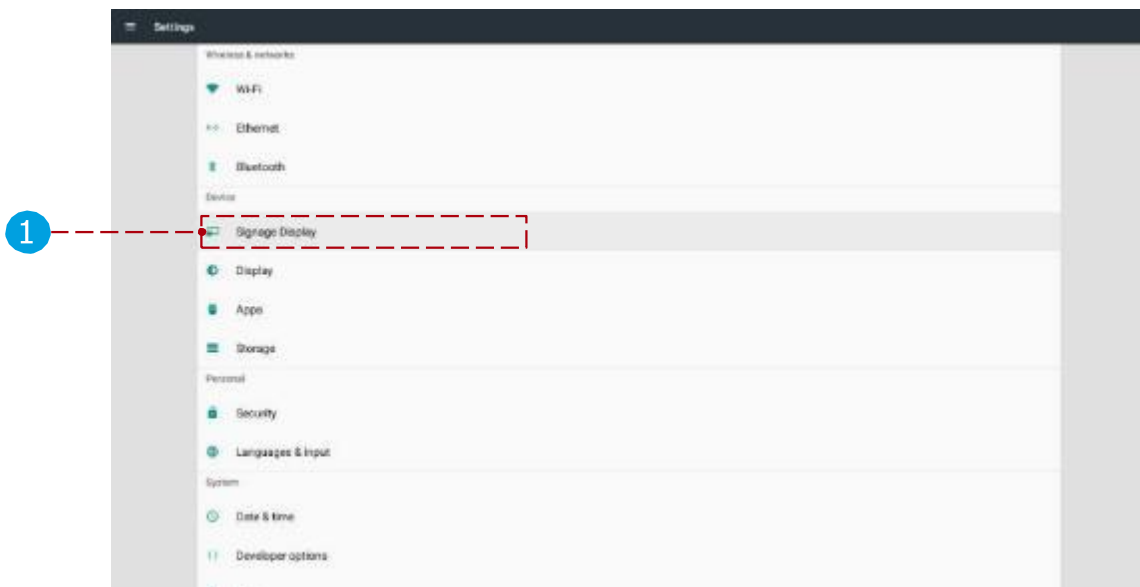 Settings
Wireless & networks
Wi-Fi
Ethernet
Bluetooth
Device
1
Signage Display
Display
Apps
Storage
Personal
Security
Languages & input
System
Date & time
Developer options